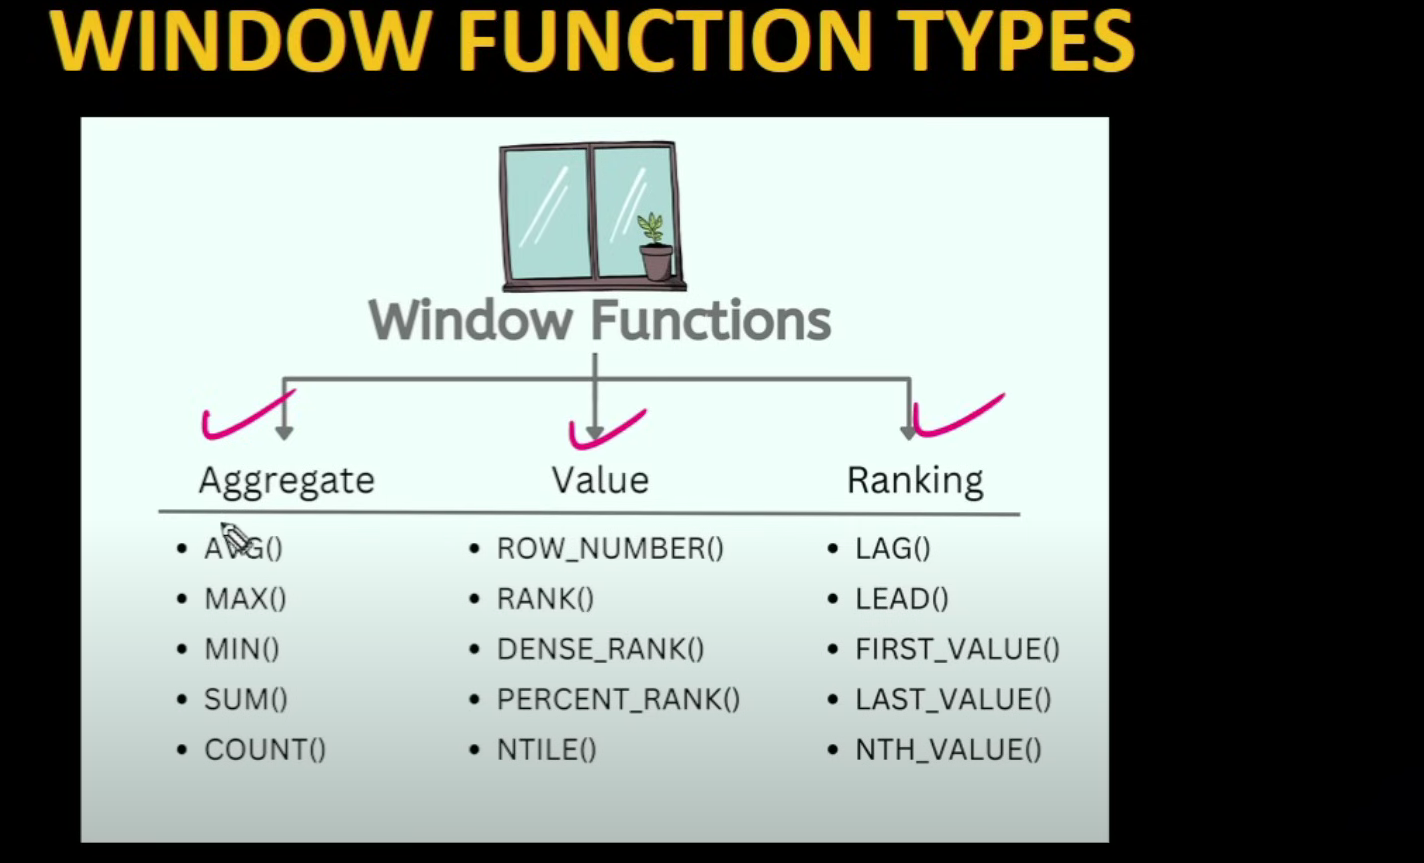 WINDOW FUNCTION TYPES
Window Functions
Aggregate
• AVG()
• MAX()
• MIN()
• SUM()
• COUNT()
Value
• ROW_NUMBER()
• RANK()
• DENSE_RANK()
• PERCENT_RANK()
• NTILE()
Ranking
• LAG()
• LEAD()
• FIRST_VALUE()
• LAST_VALUE()
• NTH_VALUE()